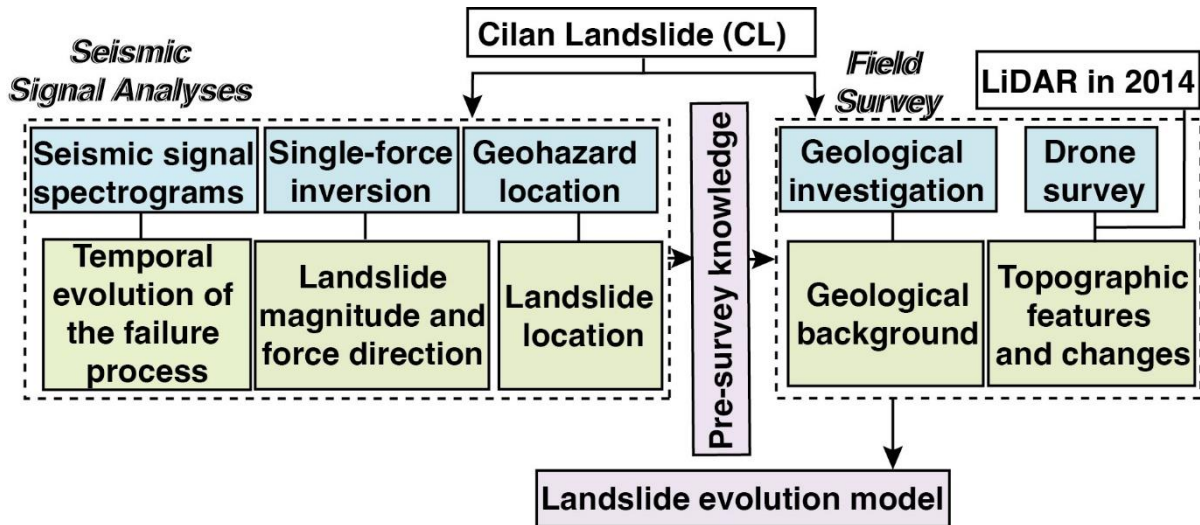 Cilan Landslide (CL)
Seismic
Signal Analyses
Field
Survey
LiDAR in 2014
Seismic signal
spectrograms
Single-force
inversion
Geohazard
location
Temporal
evolution of
the failure
process
Landslide
magnitude and
force direction
Landslide
location
Pre-survey knowledge
Geological
investigation
Drone
survey
Geological
background
Topographic
features
and changes
Landslide evolution model